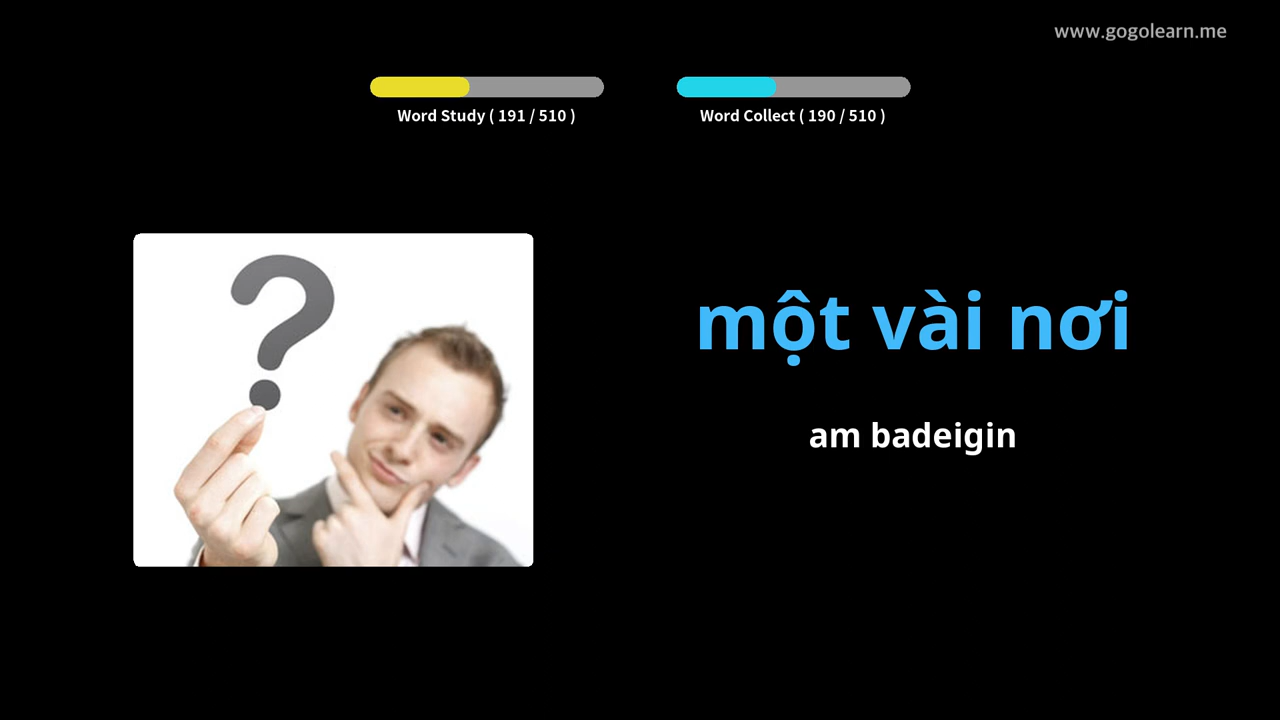 www.gogolearn.me
Word Study ( 191 / 510 )
Word Collect ( 190 / 510 )
một vài nơi
am badeigin